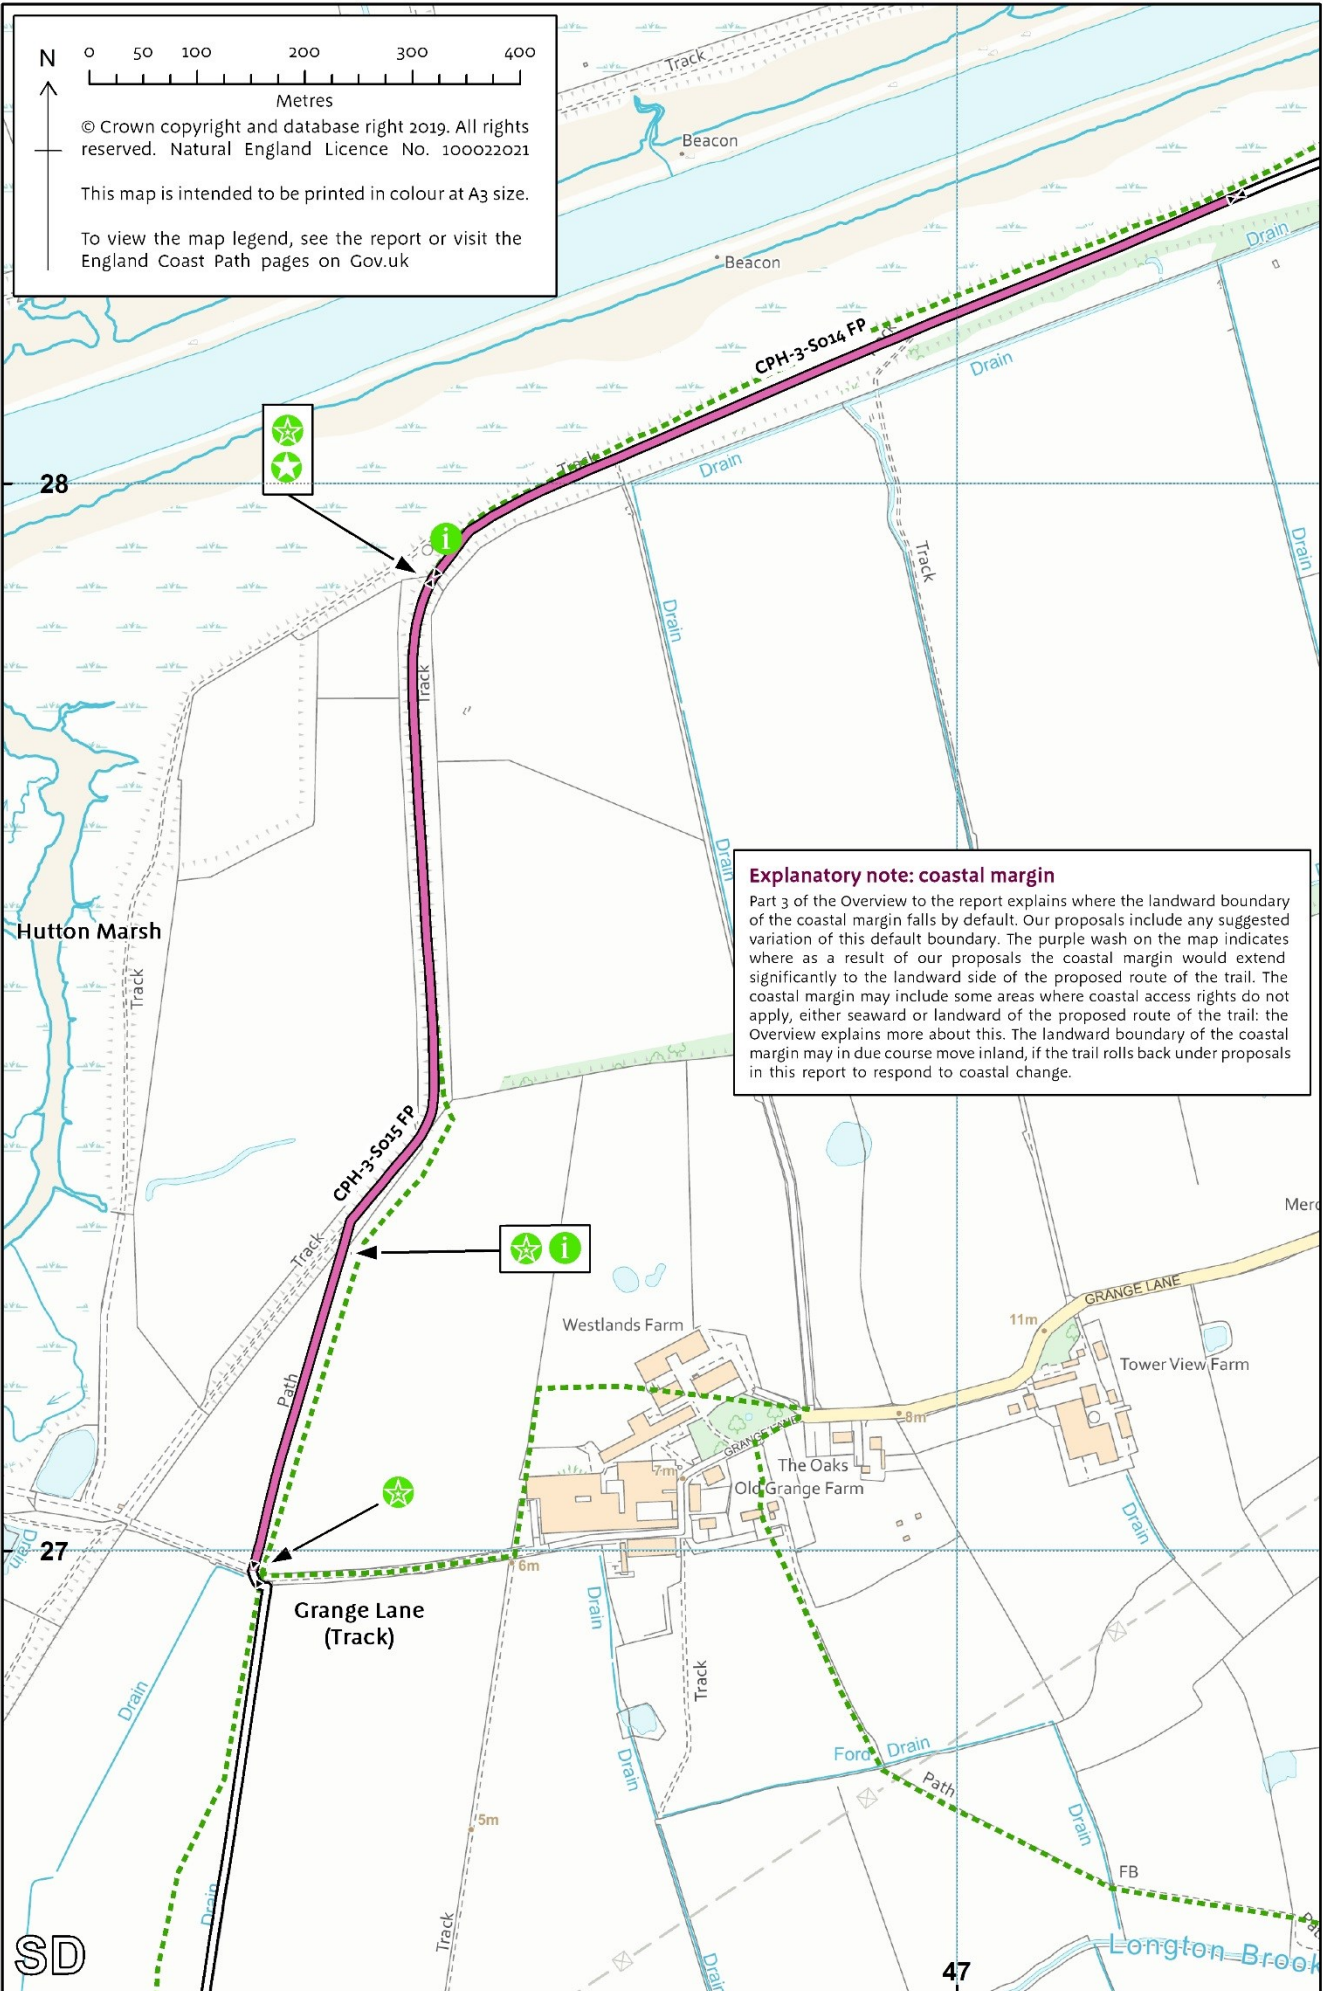 N
0 50 100 200 300 400
Metres
© Crown copyright and database right 2019. All rights
reserved. Natural England Licence No. 100022021
This map is intended to be printed in colour at A3 size.
To view the map legend, see the report or visit the
England Coast Path pages on Gov.uk
Track
Beacon
Beacon
Drain
CPH-3-S014 FP
Drain
Track
Drain
28
i
Track
Drain
Drain
Track
Drain
Hutton Marsh
Track
Explanatory note: coastal margin
Part 3 of the Overview to the report explains where the landward boundary
of the coastal margin falls by default. Our proposals include any suggested
variation of this default boundary. The purple wash on the map indicates
where as a result of our proposals the coastal margin would extend
significantly to the landward side of the proposed route of the trail. The
coastal margin may include some areas where coastal access rights do not
apply, either seaward or landward of the proposed route of the trail: the
Overview explains more about this. The landward boundary of the coastal
margin may in due course move inland, if the trail rolls back under proposals
in this report to respond to coastal change.
CPH-3-S015 FP
Track
i
GRANGE LANE
11m
Westlands Farm
Tower View Farm
Path
8m
GRANGE LANE
The Oaks
7m
Old Grange Farm
Drain
Drain
27
6m
Grange Lane
(Track)
Drain
Track
Drain
Ford
Drain
Drain
Path
Drain
5m
FB
Drain
Track
SD
Longton Brook
47
Drain